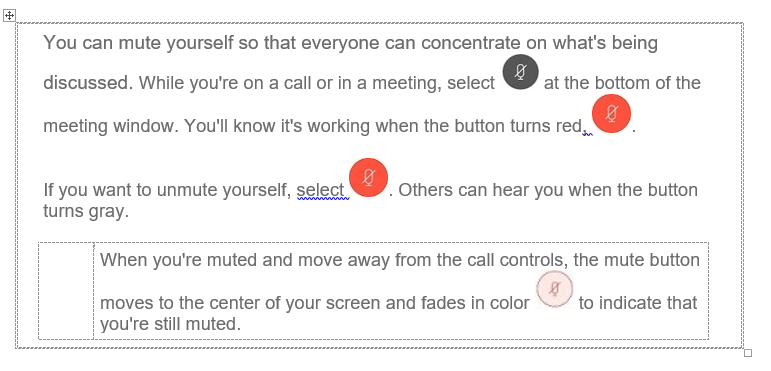 You can mute yourself so that everyone can concentrate on what's being
discussed. While you're on a call or in a meeting, select at the bottom of the
meeting window. You'll know it's working when the button turns red, .
If you want to unmute yourself, select . Others can hear you when the button
turns gray.
When you're muted and move away from the call controls, the mute button
moves to the center of your screen and fades in color to indicate that
you're still muted.